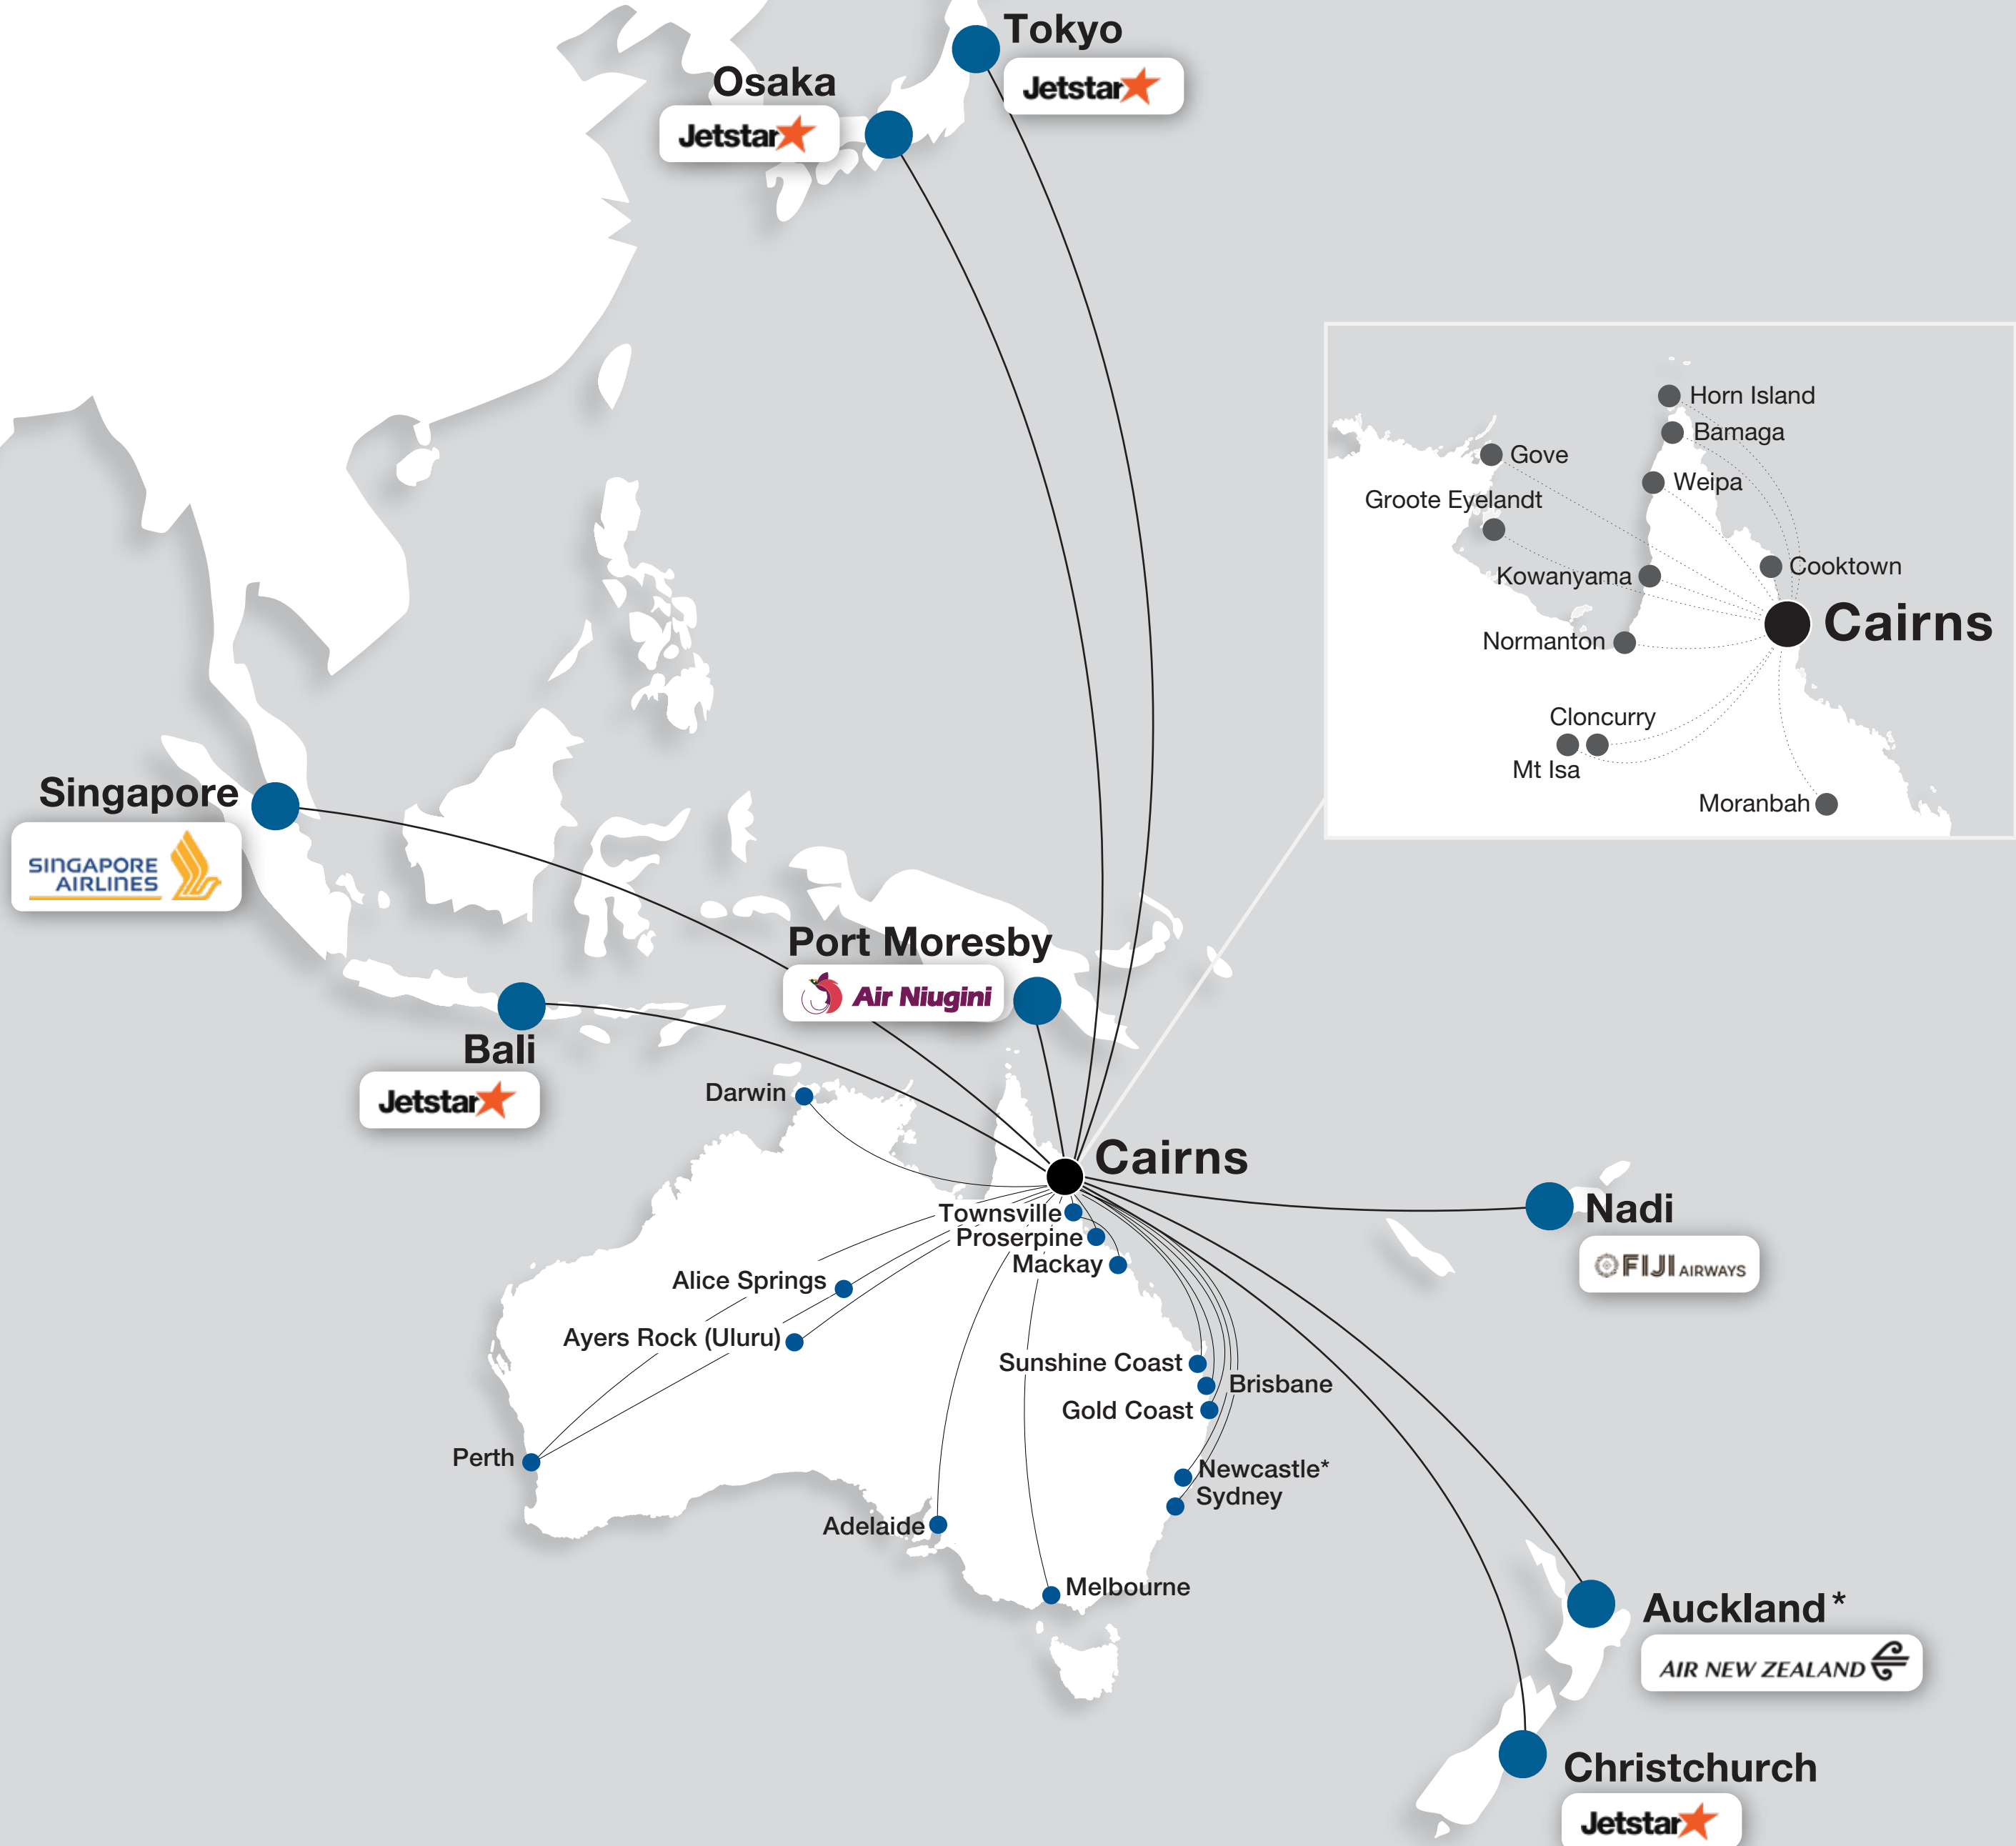 Tokyo
Jetstar
Osaka
Jetstar
Horn Island
Bamaga
Gove
Weipa
Groote Eyelandt
Cooktown
Kowanyama
Cairns
Normanton
Cloncurry
Mt Isa
Moranbah
Singapore
SINGAPORE
AIRLINES
Port Moresby
Air Niugini
Bali
Jetstar
Darwin
Cairns
Townsville
Proserpine
Mackay
Nadi
FIJI AIRWAYS
Alice Springs
Ayers Rock (Uluru)
Sunshine Coast
Brisbane
Gold Coast
Perth
Newcastle*
Sydney
Adelaide
Melbourne
Auckland*
AIR NEW ZEALAND
Christchurch
Jetstar